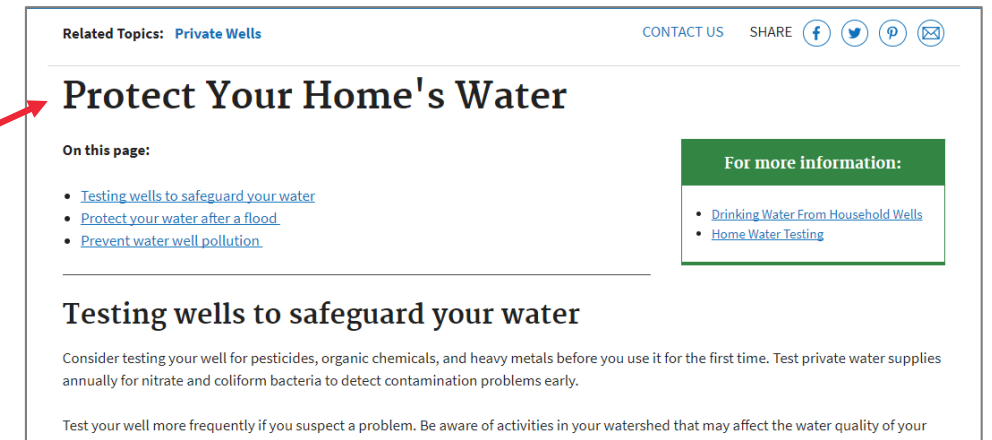 Related Topics: Private Wells
CONTACT US SHARE
Protect Your Home's Water
On this page:
Testing wells to safeguard your water
Protect your water after a flood
Prevent water well pollution
For more information:
Drinking Water From Household Wells
Home Water Testing
Testing wells to safeguard your water
Consider testing your well for pesticides, organic chemicals, and heavy metals before you use it for the first time. Test private water supplies
annually for nitrate and coliform bacteria to detect contamination problems early.
Test your well more frequently if you suspect a problem. Be aware of activities in your watershed that may affect the water quality of your